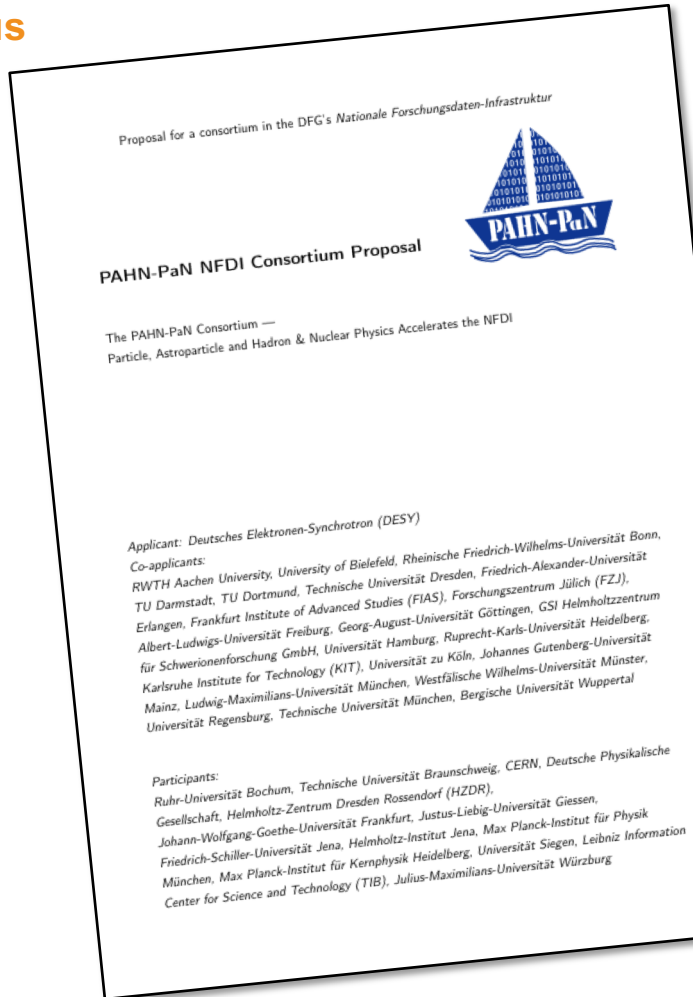 us
Proposal for a consortium in the DFG's Nationale Forschungsdaten-Infrastruktur
PAHN-PaN
PAHN-PaN NFDI Consortium Proposal
The PAHN-PaN Consortium —
Particle, Astroparticle and Hadron & Nuclear Physics Accelerates the NFDI
Applicant: Deutsches Elektronen-Synchrotron (DESY)
Co-applicants:
RWTH Aachen University, University of Bielefeld, Rheinische Friedrich-Wilhelms-Universität Bonn,
TU Darmstadt, TU Dortmund, Technische Universität Dresden, Friedrich-Alexander-Universität
Erlangen, Frankfurt Institute of Advanced Studies (FIAS), Forschungszentrum Jülich (FZJ),
Albert-Ludwigs-Universität Freiburg, Georg-August-Universität Göttingen, GSI Helmholtzzentrum
für Schwerionenforschung GmbH, Universität Hamburg, Ruprecht-Karls-Universität Heidelberg,
Karlsruhe Institute for Technology (KIT), Universität zu Köln, Johannes Gutenberg-Universität
Mainz, Ludwig-Maximilians-Universität München, Westfälische Wilhelms-Universität Münster,
Universität Regensburg, Technische Universität München, Bergische Universität Wuppertal
Participants:
Ruhr-Universität Bochum, Technische Universität Braunschweig, CERN, Deutsche Physikalische
Gesellschaft, Helmholtz-Zentrum Dresden Rossendorf (HZDR),
Johann-Wolfgang-Goethe-Universität Frankfurt, Justus-Liebig-Universität Giessen,
Friedrich-Schiller-Universität Jena, Helmholtz-Institut Jena, Max Planck-Institut für Physik
München, Max Planck-Institut für Kernphysik Heidelberg, Universität Siegen, Leibniz Information
Center for Science and Technology (TIB), Julius-Maximilians-Universität Würzburg